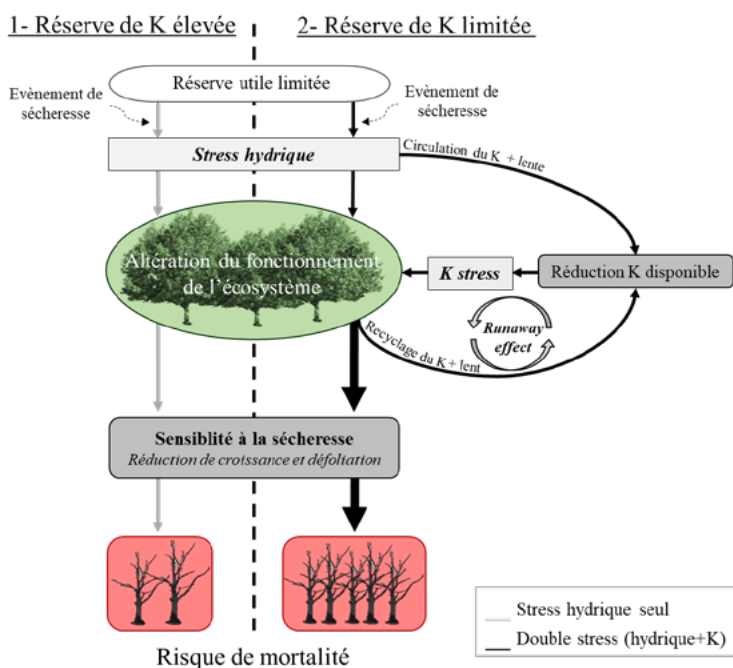 1- Réserve de K élevée
2- Réserve de K limitée
Réserve utile limitée
Evènement de
sécheresse
Evènement de
sécheresse
Stress hydrique
Circulation du K + lente
Altération du fonctionnement
de l'écosystème
K stress
Réduction K disponible
Runaway
effect
Recyclage du K + lent
Sensiblité à la sécheresse
Réduction de croissance et défoliation
Stress hydrique seul
Double stress (hydrique+K)
Risque de mortalité